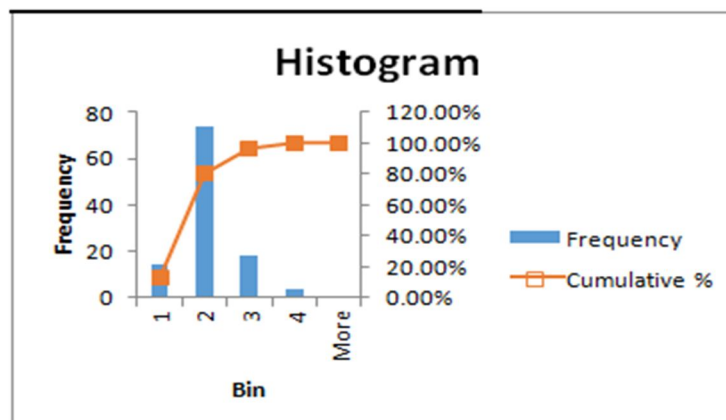 Histogram
80
60
40
20
0
Frequency
120.00%
100.00%
80.00%
60.00%
40.00%
20.00%
0.00%
1
2
3
4
More
Bin
Frequency
Cumulative %